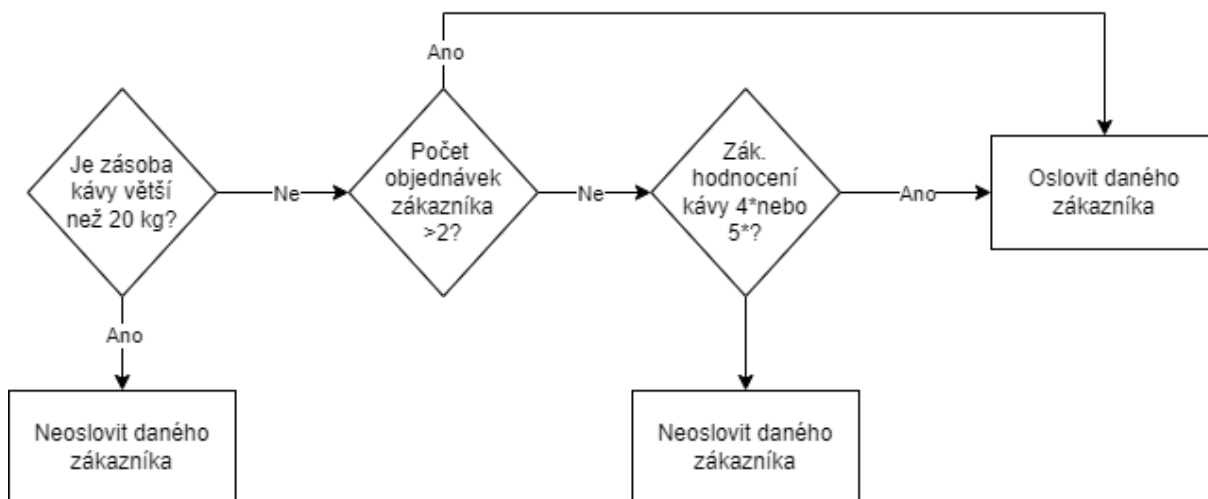 Ano
Je zásoba
kávy větší
než 20 kg?
Ne
Počet
objednávek
zákazníka
>2?
Ne
Zák.
hodnocení
kávy 4*nebo
5*?
Ano
Oslovit daného
zákazníka
Ano
Neoslovit daného
zákazníka
Neoslovit daného
zákazníka